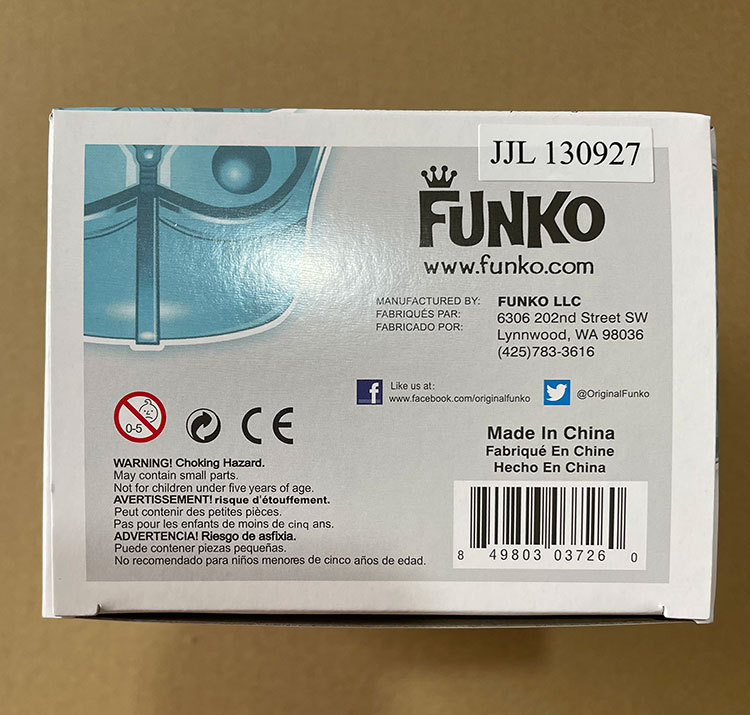 JJL 130927
FUNKO
www.funko.com
MANUFACTURED BY: FUNKO LLC
FABRIQUÉS PAR: 6306 202nd Street SW
FABRICADO POR: Lynnwood, WA 98036
(425)783-3616
f Like us at:
www.facebook.com/originalfunko
@OriginalFunko
0-5
CE
Made In China
Fabriqué En Chine
Hecho En China
WARNING! Choking Hazard.
May contain small parts.
Not for children under five years of age.
AVERTISSEMENT! risque d'étouffement.
Peut contenir des petites pièces.
Pas pour les enfants de moins de cinq ans.
ADVERTENCIA! Riesgo de asfixia.
Puede contener piezas pequeñas.
No recomendado para niños menores de cinco años de edad.
8 49803 03726 0